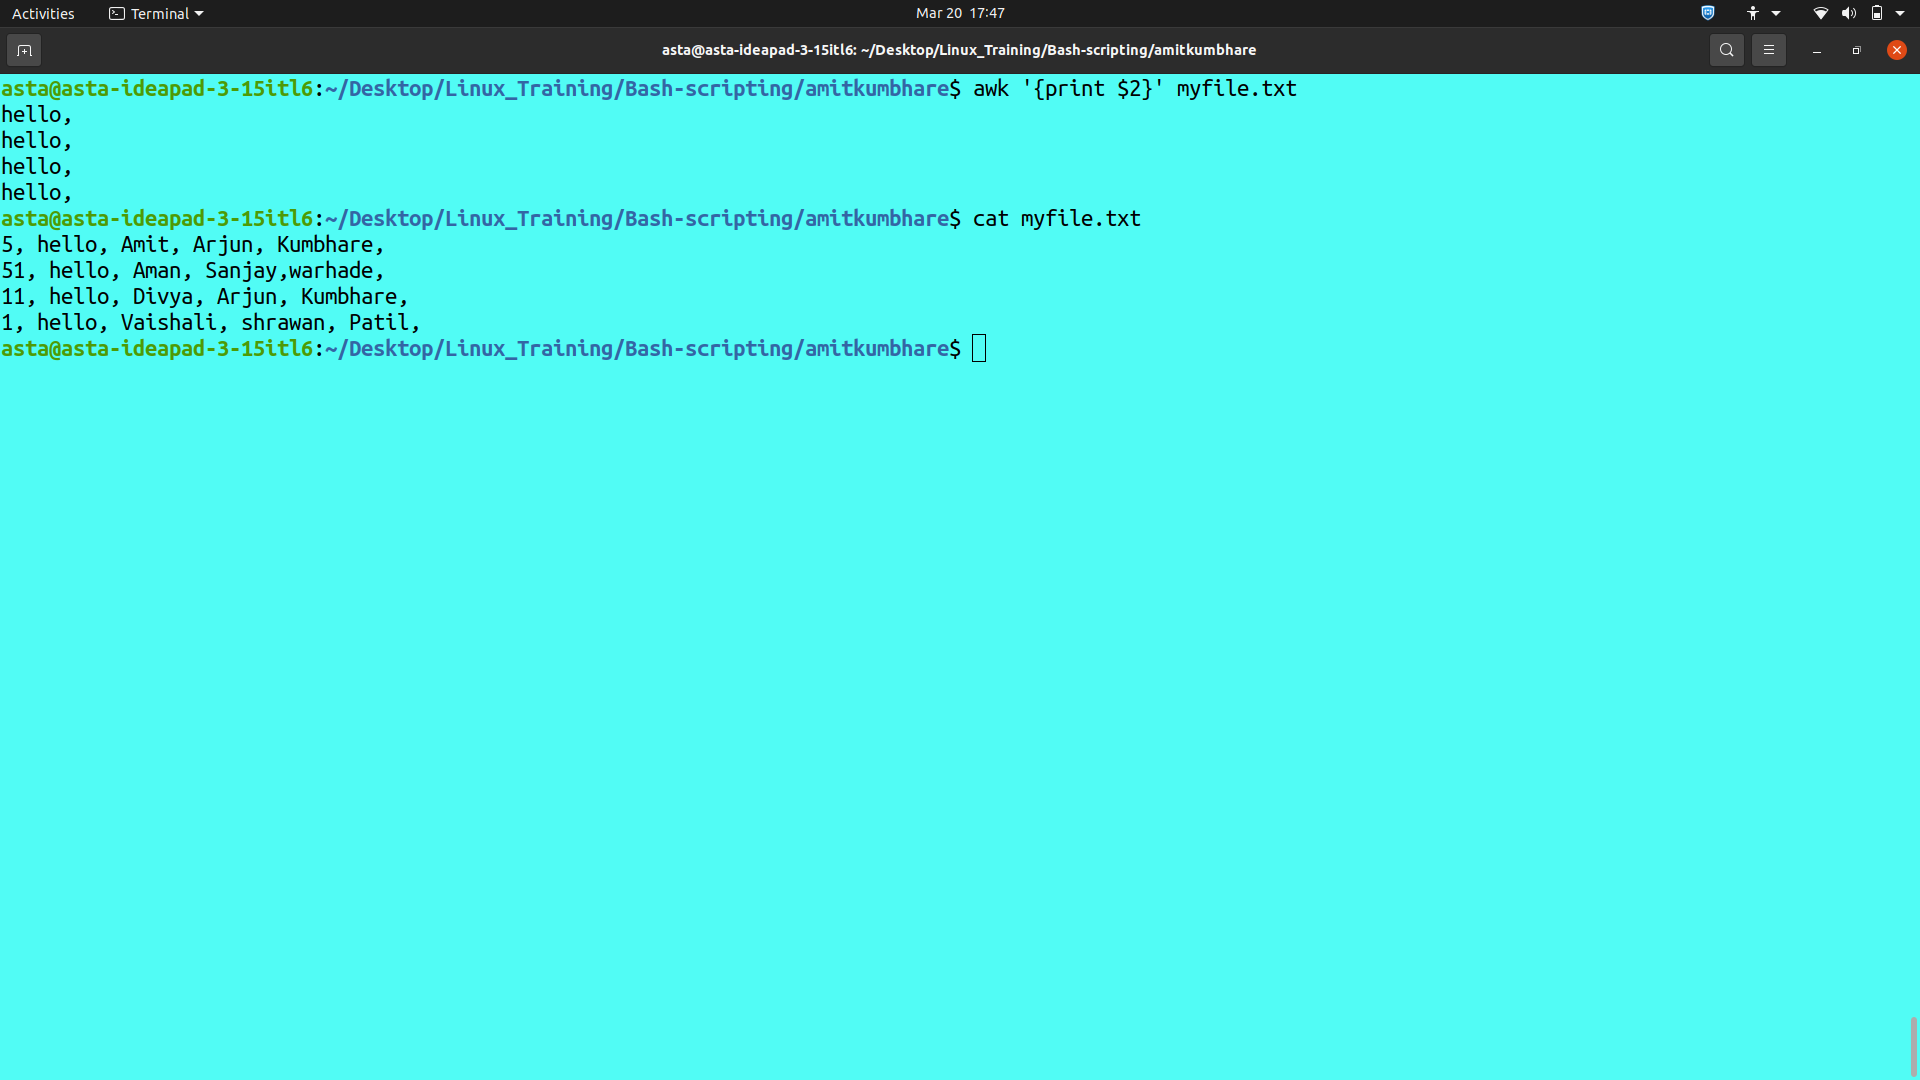 Activities Terminal Mar 20 17:47
asta@asta-ideapad-3-15itl6: ~/Desktop/Linux_Training/Bash-scripting/amitkumbhare
asta@asta-ideapad-3-15itl6:~/Desktop/Linux_Training/Bash-scripting/amitkumbhare$ awk '{print $2}' myfile.txt
hello,
hello,
hello,
hello,
asta@asta-ideapad-3-15itl6:~/Desktop/Linux_Training/Bash-scripting/amitkumbhare$ cat myfile.txt
5, hello, Amit, Arjun, Kumbhare,
51, hello, Aman, Sanjay,warhade,
11, hello, Divya, Arjun, Kumbhare,
1, hello, Vaishali, shrawan, Patil,
asta@asta-ideapad-3-15itl6:~/Desktop/Linux_Training/Bash-scripting/amitkumbhare$